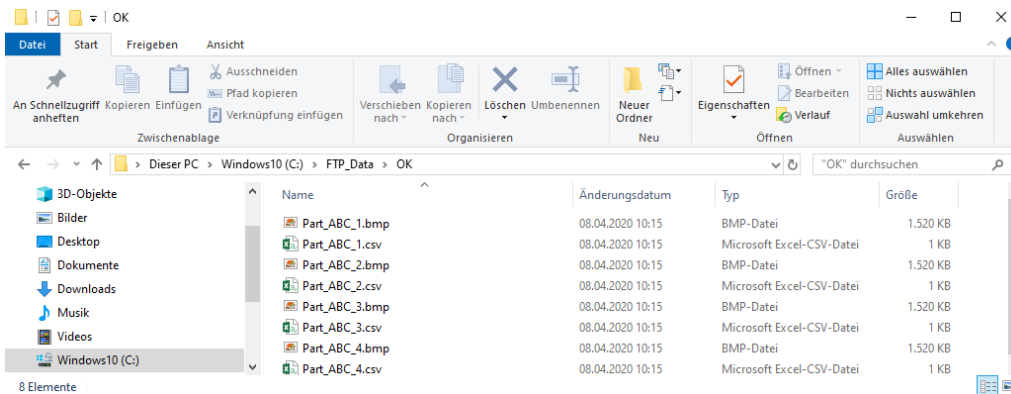 OK
Datei Start Freigeben Ansicht
An Schnellzugriff anheften
Kopieren
Einfügen
Ausschneiden
Pfad kopieren
Verknüpfung einfügen
Zwischenablage
Verschieben nach
Kopieren nach
Löschen
Umbenennen
Organisieren
Neuer Ordner
Neu
Eigenschaften
Öffnen
Bearbeiten
Verlauf
Öffnen
Alles auswählen
Nichts auswählen
Auswahl umkehren
Auswählen
Dieser PC > Windows10 (C:) > FTP_Data > OK
"OK" durchsuchen
3D-Objekte
Bilder
Desktop
Dokumente
Downloads
Musik
Videos
Windows10 (C:)
Name Änderungsdatum Typ Größe
Part_ABC_1.bmp 08.04.2020 10:15 BMP-Datei 1.520 KB
Part_ABC_1.csv 08.04.2020 10:15 Microsoft Excel-CSV-Datei 1 KB
Part_ABC_2.bmp 08.04.2020 10:15 BMP-Datei 1.520 KB
Part_ABC_2.csv 08.04.2020 10:15 Microsoft Excel-CSV-Datei 1 KB
Part_ABC_3.bmp 08.04.2020 10:15 BMP-Datei 1.520 KB
Part_ABC_3.csv 08.04.2020 10:15 Microsoft Excel-CSV-Datei 1 KB
Part_ABC_4.bmp 08.04.2020 10:15 BMP-Datei 1.520 KB
Part_ABC_4.csv 08.04.2020 10:15 Microsoft Excel-CSV-Datei 1 KB
8 Elemente